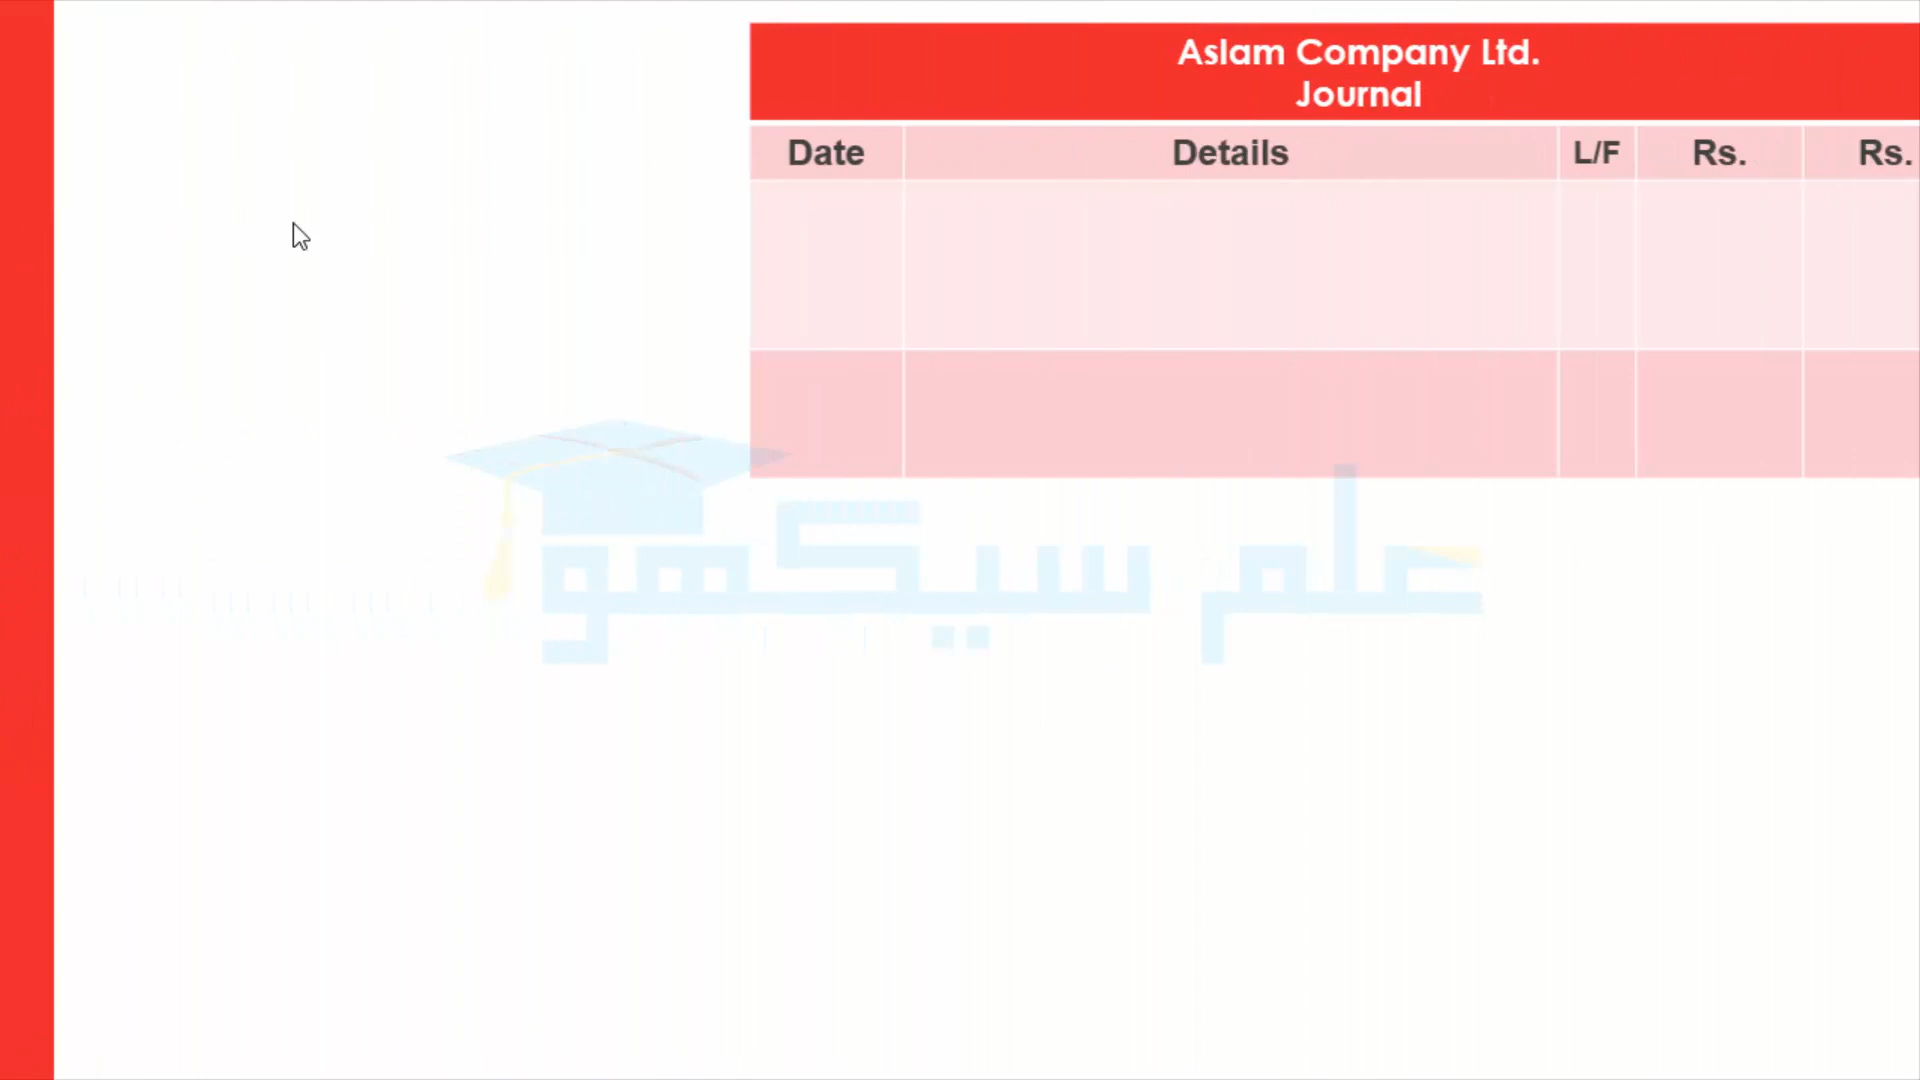 Aslam Company Ltd.
Journal
Date Details L/F Rs. Rs.
علم سیکھو